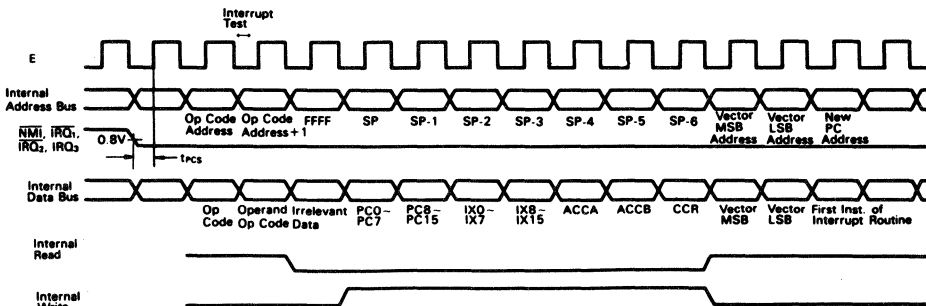 Interrupt
Test
E
Internal
Address Bus
Op Code
Address
Op Code
Address+1
FFFF
SP
SP-1
SP-2
SP-3
SP-4
SP-5
SP-6
Vector
MSB
Address
Vector
LSB
Address
New
PC
Address
NMI, IRQ1,
IRQ2, IRQ3
0.8V
tPCS
Internal
Data Bus
Op
Code
Operand
Op Code
Irrelevant
Data
PC0~
PC7
PC8~
PC15
IX0~
IX7
IX8~
IX15
ACCA
ACCB
CCR
Vector
MSB
Vector
LSB
First Inst. of
Interrupt Routine
Internal
Read
Internal